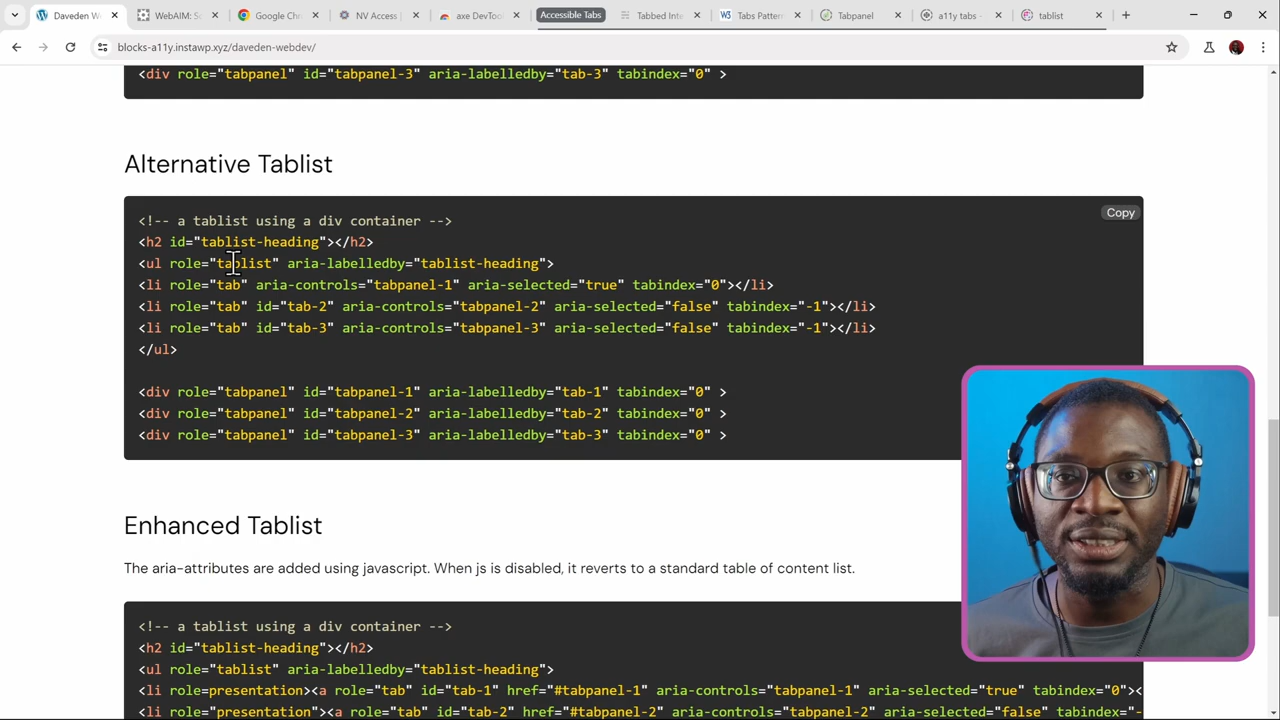 Daveden We
WebAIM: Sc
Google Chr
NV Access |
axe DevToo
Accessible Tabs
Tabbed Inte
Tabs Pattern
Tabpanel
a11y tabs -
tablist
blocks-a11y.instawp.xyz/daveden-webdev/
<div role="tabpanel" id="tabpanel-3" aria-labelledby="tab-3" tabindex="0" >
Alternative Tablist
Copy
<!-- a tablist using a div container -->
<h2 id="tablist-heading"></h2>
<ul role="tablist" aria-labelledby="tablist-heading">
<li role="tab" aria-controls="tabpanel-1" aria-selected="true" tabindex="0"></li>
<li role="tab" id="tab-2" aria-controls="tabpanel-2" aria-selected="false" tabindex="-1"></li>
<li role="tab" id="tab-3" aria-controls="tabpanel-3" aria-selected="false" tabindex="-1"></li>
</ul>
<div role="tabpanel" id="tabpanel-1" aria-labelledby="tab-1" tabindex="0" >
<div role="tabpanel" id="tabpanel-2" aria-labelledby="tab-2" tabindex="0" >
<div role="tabpanel" id="tabpanel-3" aria-labelledby="tab-3" tabindex="0" >
Enhanced Tablist
The aria-attributes are added using javascript. When js is disabled, it reverts to a standard table of content list.
<!-- a tablist using a div container -->
<h2 id="tablist-heading"></h2>
<ul role="tablist" aria-labelledby="tablist-heading">
<li role=presentation><a role="tab" id="tab-1" href="#tabpanel-1" aria-controls="tabpanel-1" aria-selected="true" tabindex="0"><
<li role="presentation"><a role="tab" id="tab-2" href="#tabpanel-2" aria-controls="tabpanel-2" aria-selected="false" tabindex="-